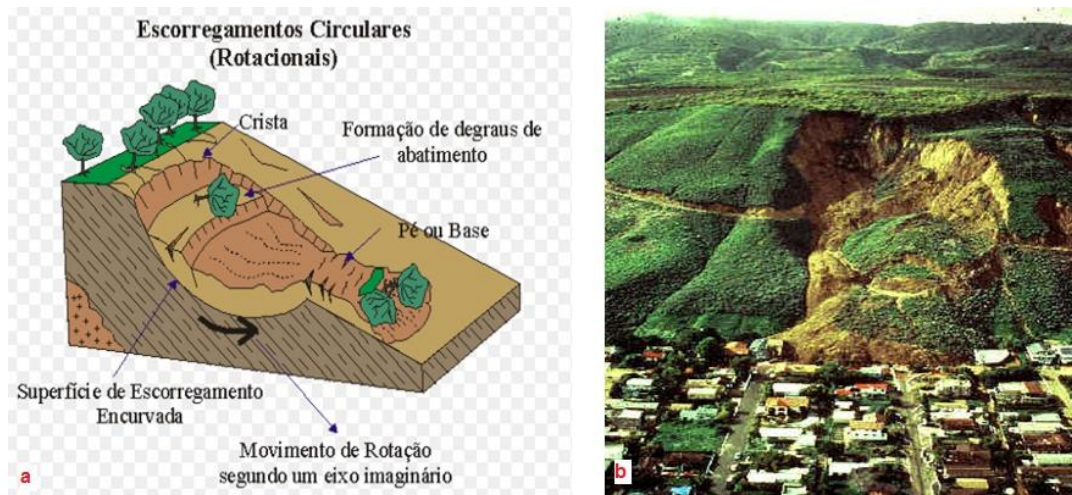 Escorregamentos Circulares
(Rotacionais)
Crista
Formação de degraus de
abatimento
Pé ou Base
Superfície de Escorregamento
Encurvada
Movimento de Rotação
segundo um eixo imaginário
a
b